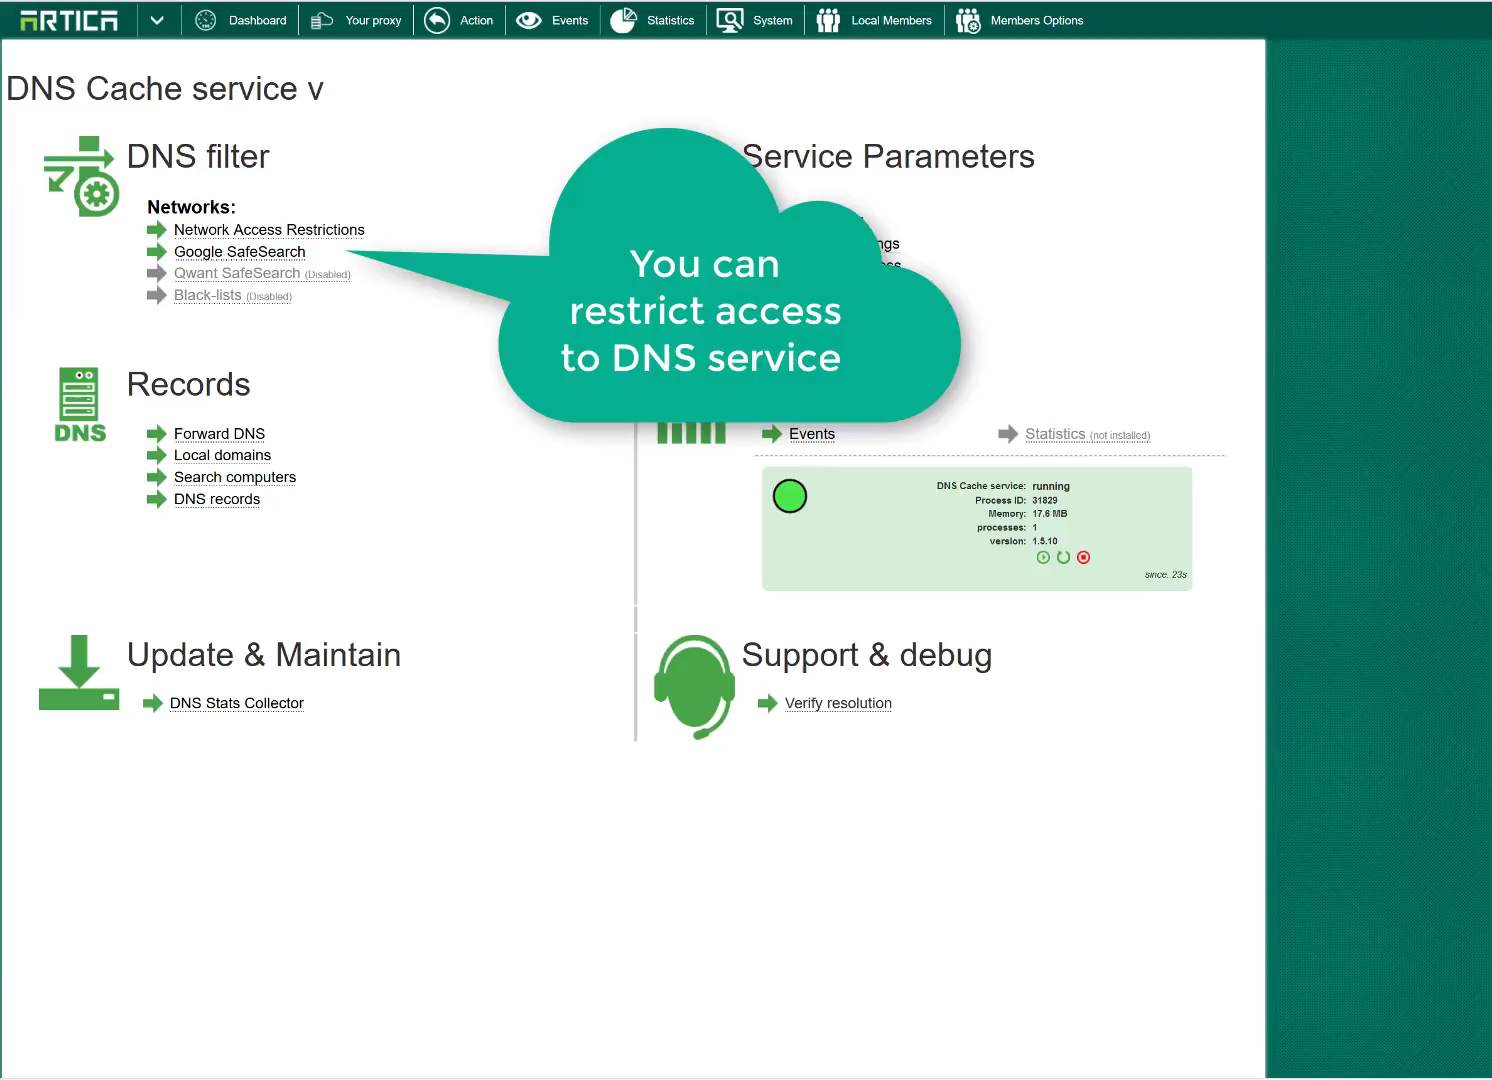 ARTICA
Dashboard
Your proxy
Action
Events
Statistics
System
Local Members
Members Options
DNS Cache service v
DNS filter
Networks:
Network Access Restrictions
Google SafeSearch
Qwant SafeSearch (Disabled)
Black-lists (Disabled)
Service Parameters
You can
restrict access
to DNS service
Records
DNS
Forward DNS
Local domains
Search computers
DNS records
Events
Statistics (not installed)
DNS Cache service: running
Process ID: 31829
Memory: 17.6 MB
processes: 1
version: 1.5.10
since. 23s
Update & Maintain
DNS Stats Collector
Support & debug
Verify resolution